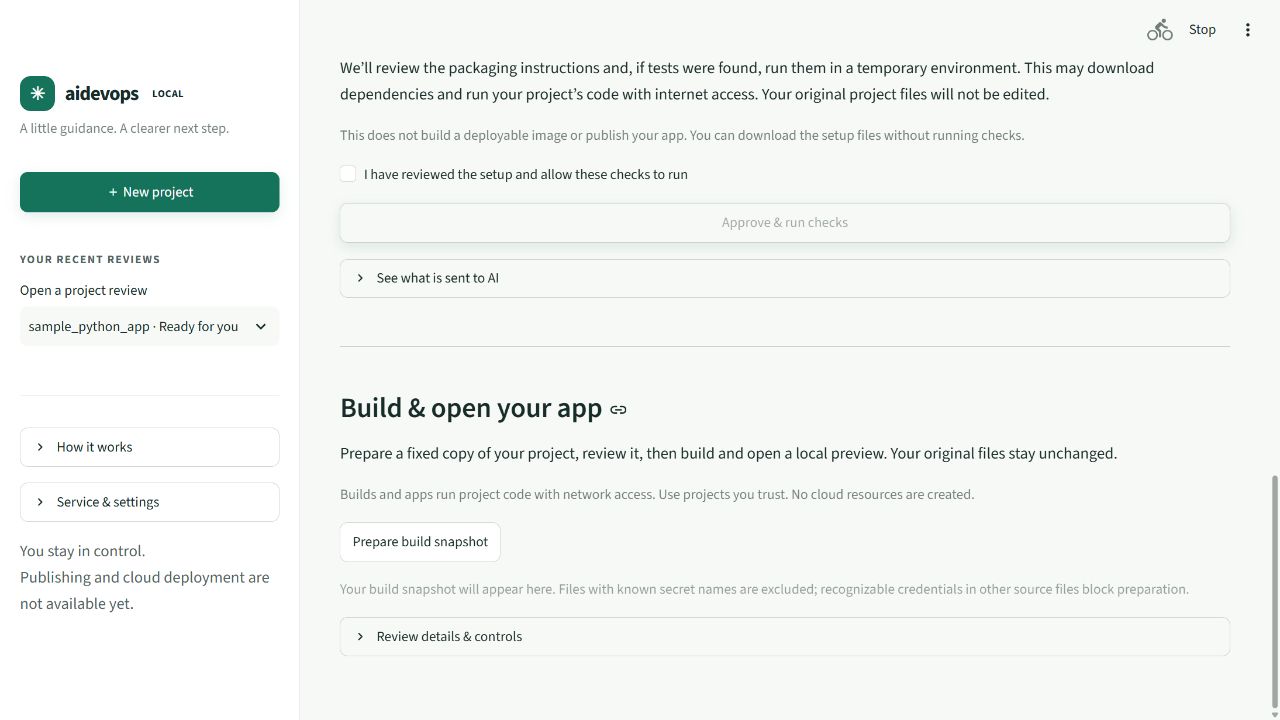 aidevops LOCAL
A little guidance. A clearer next step.
+ New project
YOUR RECENT REVIEWS
Open a project review
sample_python_app · Ready for you
How it works
Service & settings
You stay in control.
Publishing and cloud deployment are
not available yet.
Stop
We’ll review the packaging instructions and, if tests were found, run them in a temporary environment. This may download
dependencies and run your project’s code with internet access. Your original project files will not be edited.
This does not build a deployable image or publish your app. You can download the setup files without running checks.
I have reviewed the setup and allow these checks to run
Approve & run checks
See what is sent to AI
Build & open your app
Prepare a fixed copy of your project, review it, then build and open a local preview. Your original files stay unchanged.
Builds and apps run project code with network access. Use projects you trust. No cloud resources are created.
Prepare build snapshot
Your build snapshot will appear here. Files with known secret names are excluded; recognizable credentials in other source files block preparation.
Review details & controls